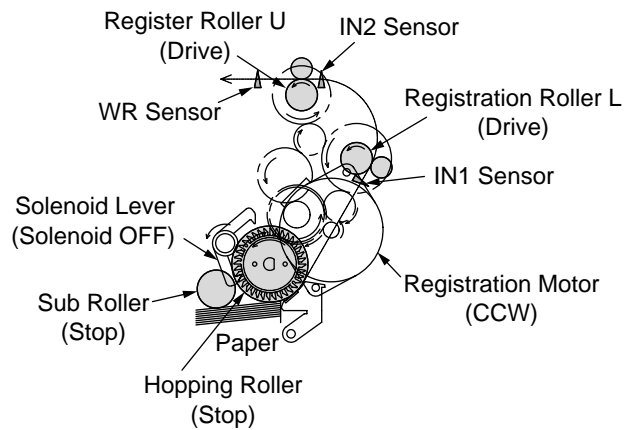 Register Roller U
(Drive)
IN2 Sensor
WR Sensor
Registration Roller L
(Drive)
IN1 Sensor
Solenoid Lever
(Solenoid OFF)
Registration Motor
(CCW)
Sub Roller
(Stop)
Paper
Hopping Roller
(Stop)